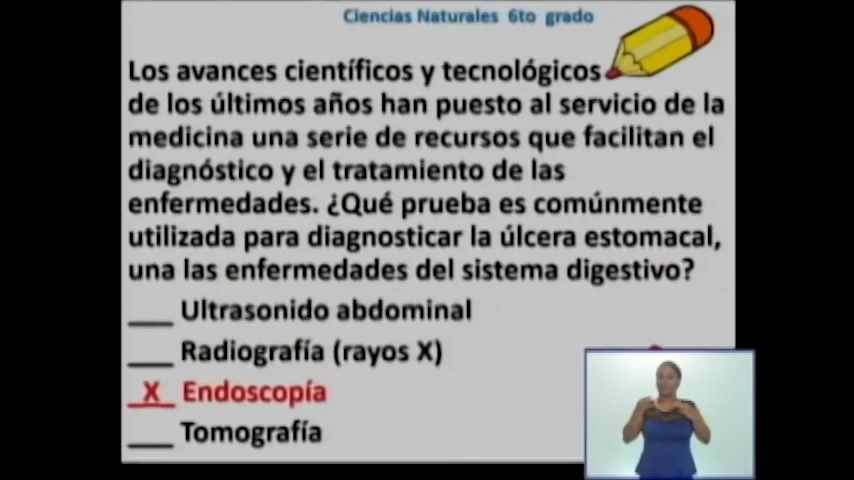 Ciencias Naturales 6to grado
Los avances científicos y tecnológicos
de los últimos años han puesto al servicio de la
medicina una serie de recursos que facilitan el
diagnóstico y el tratamiento de las
enfermedades. ¿Qué prueba es comúnmente
utilizada para diagnosticar la úlcera estomacal,
una las enfermedades del sistema digestivo?
___ Ultrasonido abdominal
___ Radiografía (rayos X)
_X_ Endoscopía
___ Tomografía